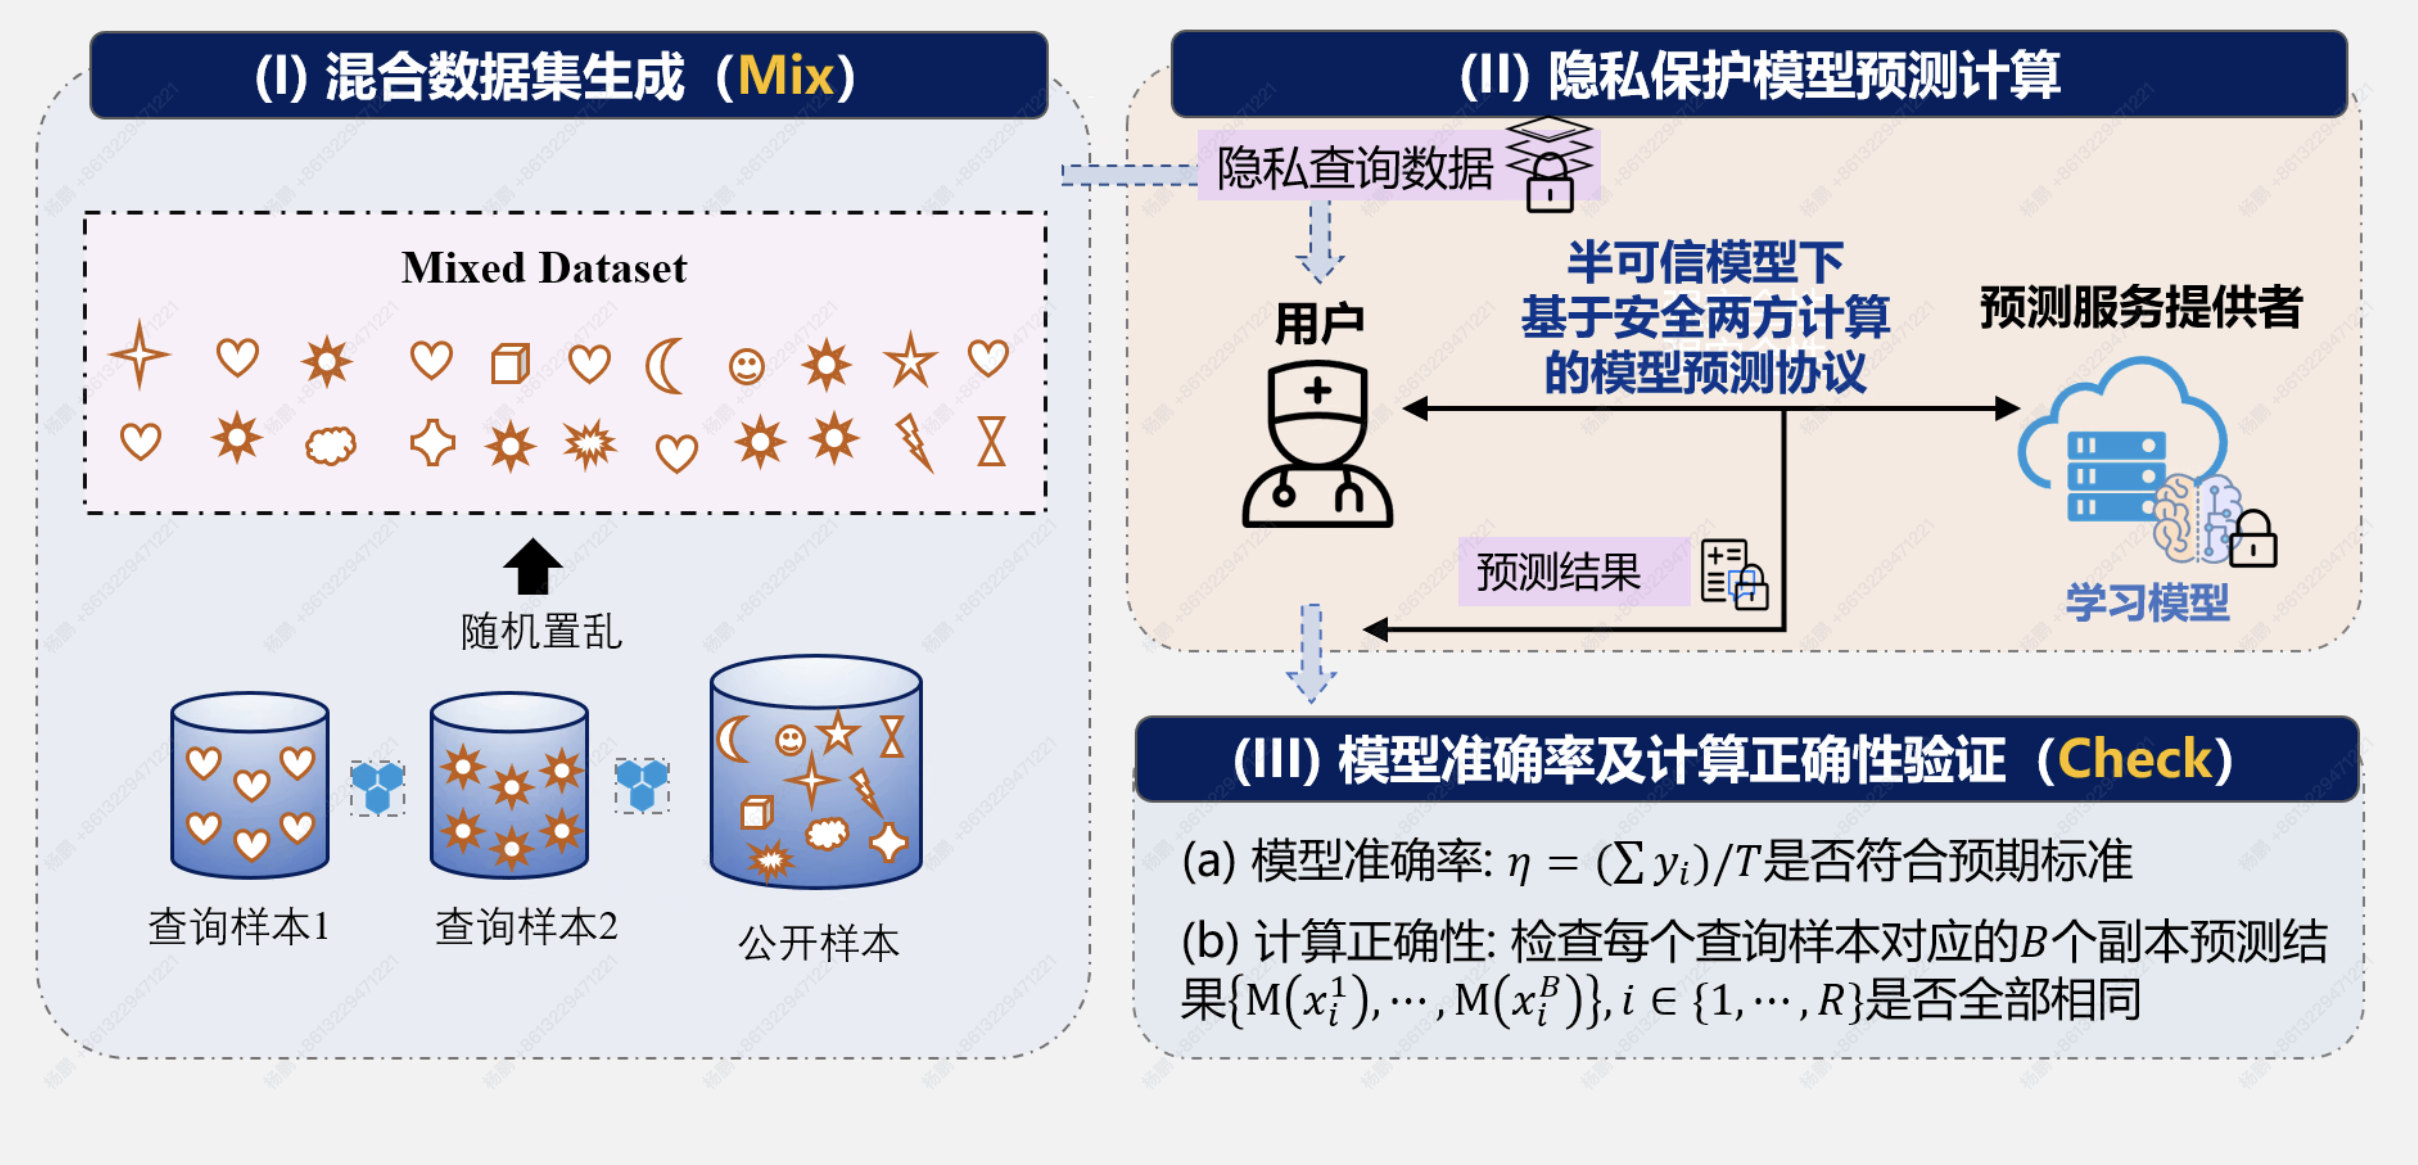 (I) 混合数据集生成（Mix）
Mixed Dataset
随机置乱
查询样本1
查询样本2
公开样本
(II) 隐私保护模型预测计算
隐私查询数据
用户
半可信模型下
基于安全两方计算
的模型预测协议
预测服务提供者
学习模型
预测结果
(III) 模型准确率及计算正确性验证（Check）
(a) 模型准确率: η = (∑ yᵢ)/T是否符合预期标准
(b) 计算正确性: 检查每个查询样本对应的B个副本预测结
果{M(x_i^1), ⋯ , M(x_i^B)}, i ∈ {1, ⋯ , R}是否全部相同
杨鹏 +8613229471221